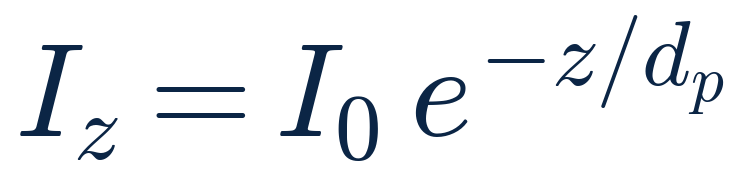 I_z = I_0 e^{-z/d_p}